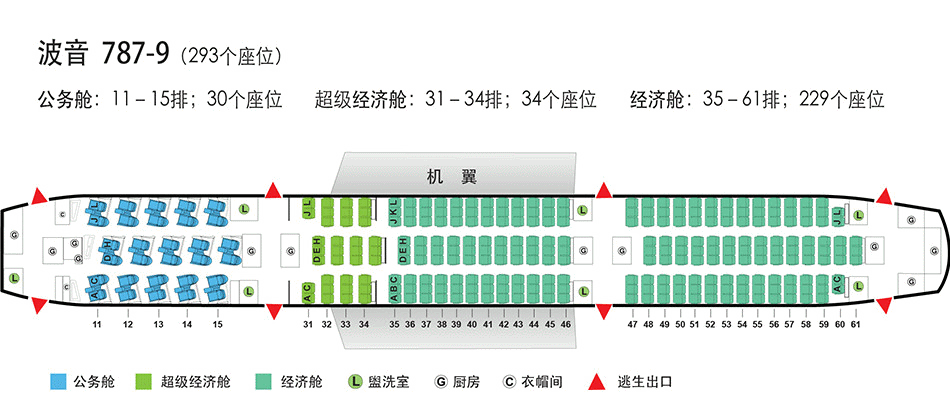 波音 787-9（293个座位）
公务舱：11－15排；30个座位 超级经济舱：31－34排；34个座位 经济舱：35－61排；229个座位
机 翼
C L J L J K L L J L L
G G G H D G G H E D H E D G G G G
L C A C L A C C B A L C A L
11 12 13 14 15 31 32 33 34 35 36 37 38 39 40 41 42 43 44 45 46 47 48 49 50 51 52 53 54 55 56 57 58 59 60 61
公务舱 超级经济舱 经济舱 L 盥洗室 G 厨房 C 衣帽间 逃生出口